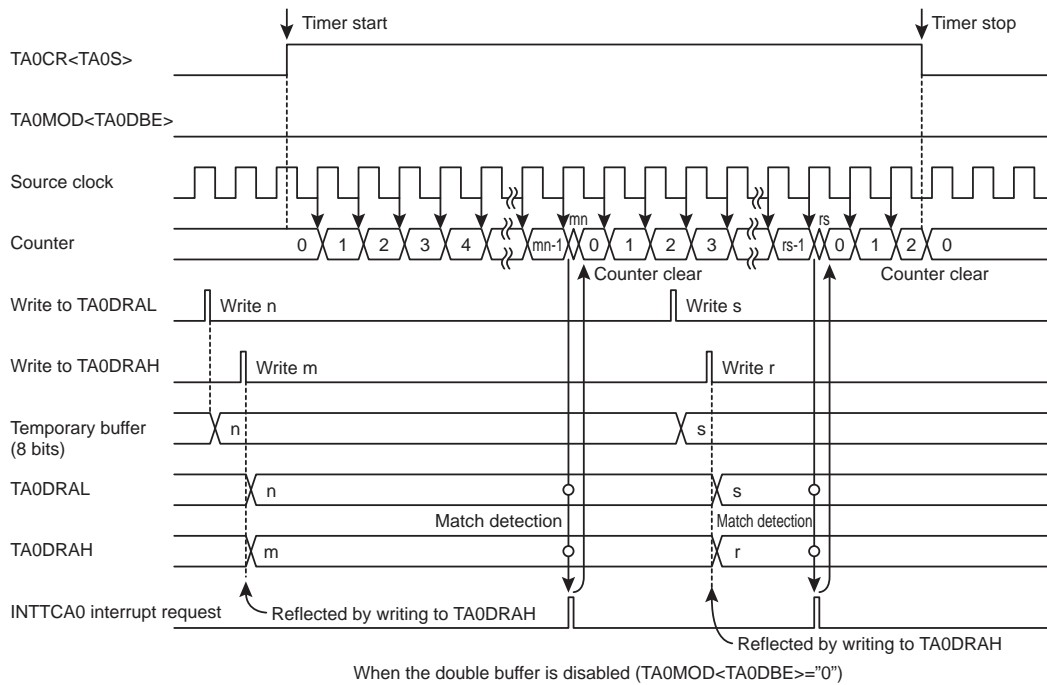 Timer start Timer stop
TA0CR<TA0S>
TA0MOD<TA0DBE>
Source clock
mn rs
Counter 0 1 2 3 4 mn-1 0 1 2 3 rs-1 0 1 2 0
Counter clear Counter clear
Write to TA0DRAL Write n Write s
Write to TA0DRAH Write m Write r
Temporary buffer n s
(8 bits)
TA0DRAL n s
Match detection Match detection
TA0DRAH m r
INTTCA0 interrupt request Reflected by writing to TA0DRAH
Reflected by writing to TA0DRAH
When the double buffer is disabled (TA0MOD<TA0DBE>=”0”)